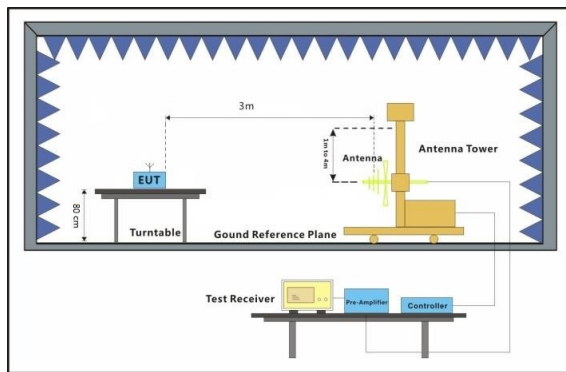 3m
1m to 4m
Antenna
Antenna Tower
EUT
80 cm
Turntable
Gound Reference Plane
Test Receiver
Pre-Amplifier
Controller